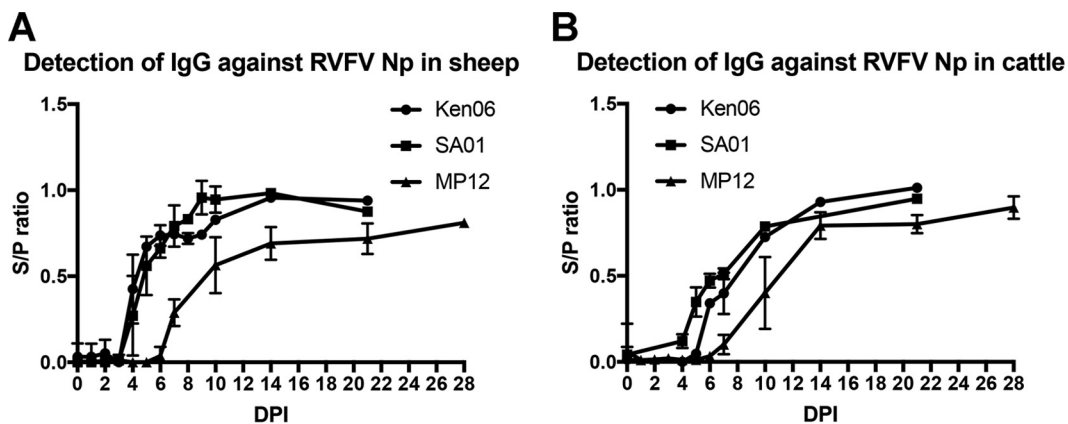 A
Detection of IgG against RVFV Np in sheep
1.5
1.0
0.5
0.0
S/P ratio
Ken06
SA01
MP12
0 2 4 6 8 10 12 14 16 18 20 22 24 26 28
DPI
B
Detection of IgG against RVFV Np in cattle
1.5
1.0
0.5
0.0
S/P ratio
Ken06
SA01
MP12
0 2 4 6 8 10 12 14 16 18 20 22 24 26 28
DPI